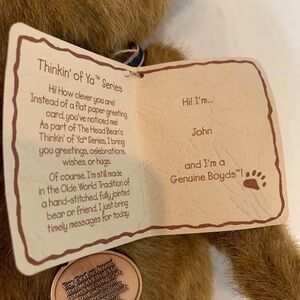 Thinkin' of Ya™ Series
Hi! How clever you are!
Instead of a flat paper greeting
card, you've noticed me!
As part of The Head Bean's
Thinkin' of Ya™ Series, I bring
you greetings, celebrations,
wishes, or hugs.
Of course, I'm still made
in the Olde World Tradition of
a hand-stitched, fully jointed
bear or friend, I just bring
timely messages for today.
Hi! I'm...
John
and I'm a
Genuine Boyds™!